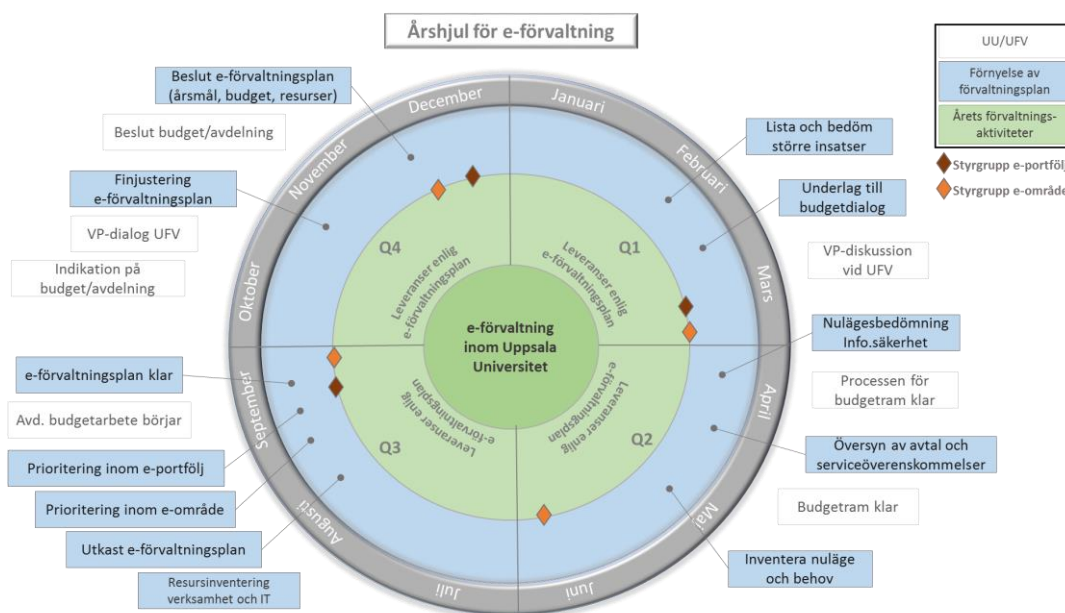 Årshjul för e-förvaltning
UU/UFV
Förnyelse av
förvaltningsplan
Årets förvaltnings-
aktiviteter
Styrgrupp e-portfölj
Styrgrupp e-område
Januari
Februari
Mars
April
Maj
Juni
Juli
Augusti
September
Oktober
November
December
Lista och bedöm
större insatser
Underlag till
budgetdialog
VP-diskussion
vid UFV
Nulägesbedömning
Info.säkerhet
Processen för
budgetram klar
Översyn av avtal och
serviceöverenskommelser
Budgetram klar
Inventera nuläge
och behov
Resursinventering
verksamhet och IT
Utkast e-förvaltningsplan
Prioritering inom e-område
Prioritering inom e-portfölj
Avd. budgetarbete börjar
e-förvaltningsplan klar
Indikation på
budget/avdelning
VP-dialog UFV
Finjustering
e-förvaltningsplan
Beslut budget/avdelning
Beslut e-förvaltningsplan
(årsmål, budget, resurser)
Q1
Leveranser enlig
e-förvaltningsplan
Q2
Leveranser enlig
e-förvaltningsplan
Q3
Leveranser enlig
e-förvaltningsplan
Q4
Leveranser enlig
e-förvaltningsplan
e-förvaltning
inom Uppsala
Universitet